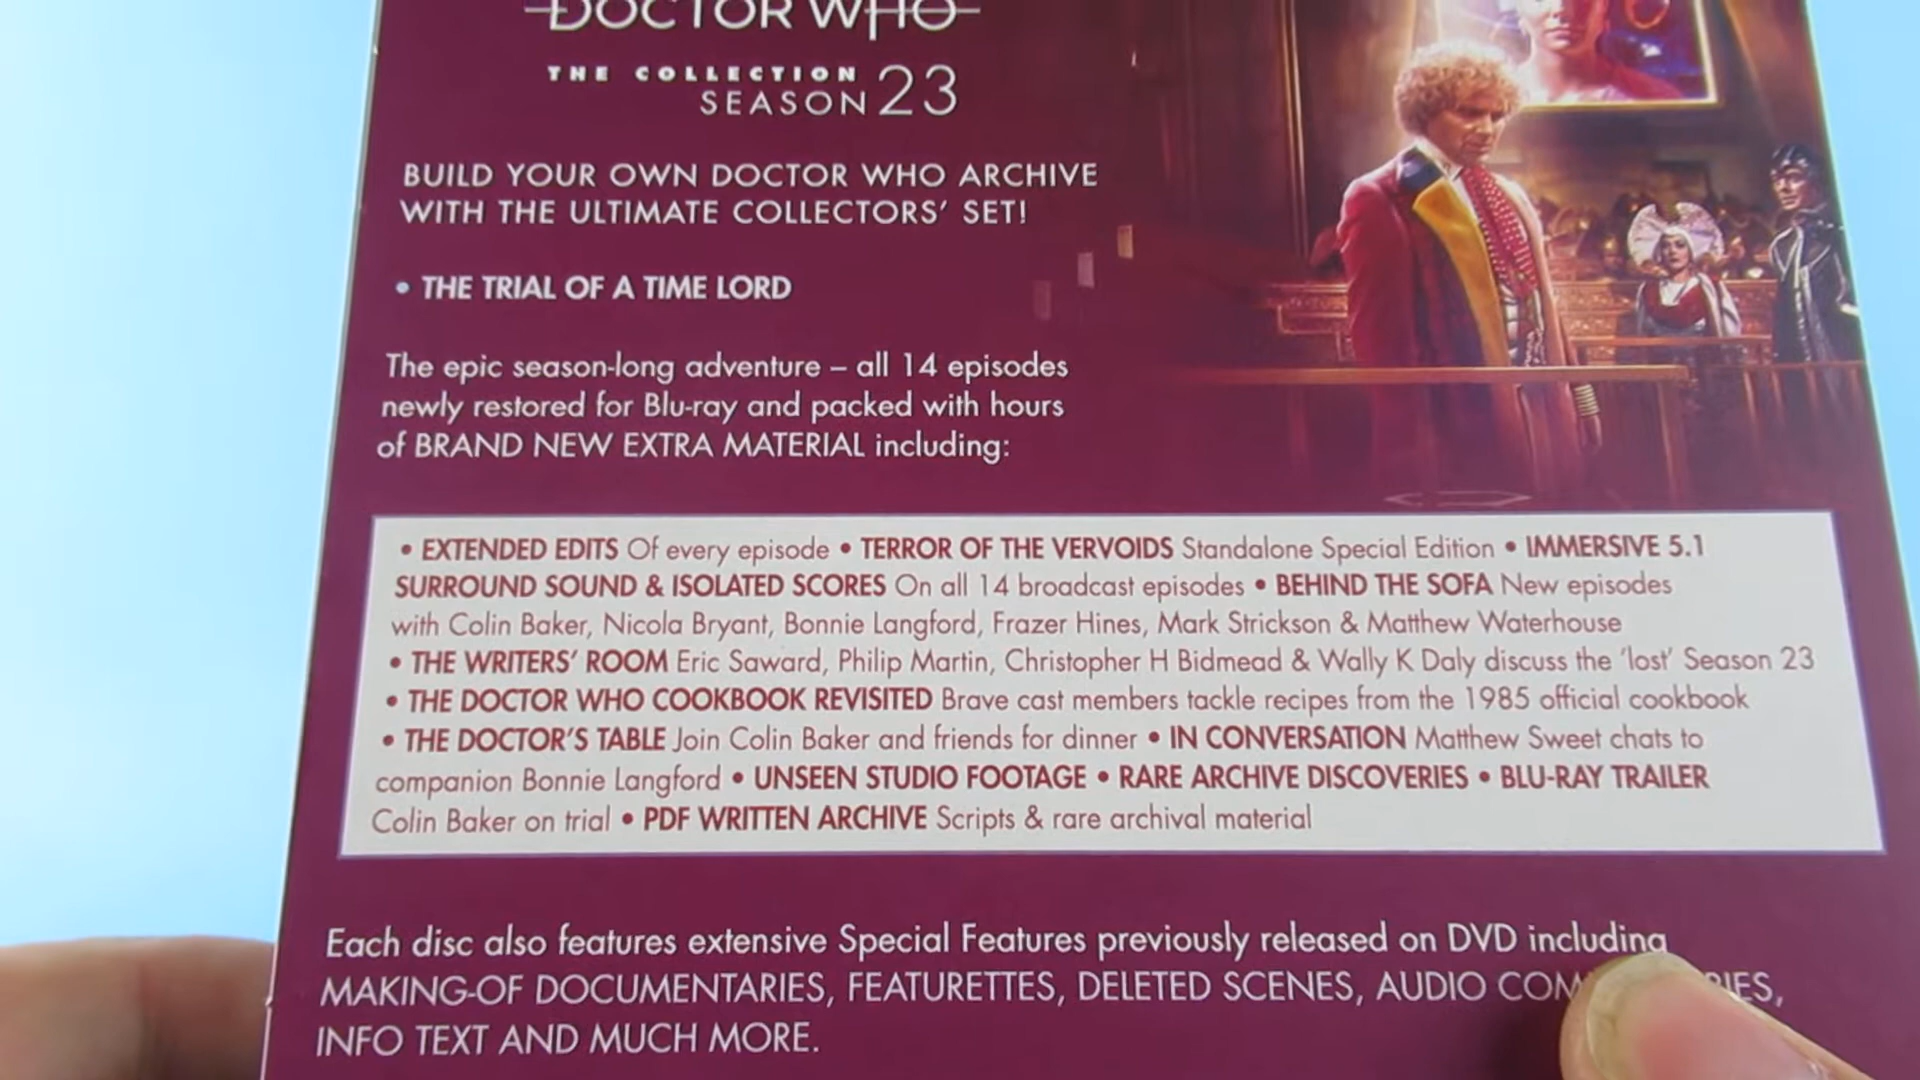 DOCTOR WHO
THE COLLECTION
SEASON 23
BUILD YOUR OWN DOCTOR WHO ARCHIVE
WITH THE ULTIMATE COLLECTORS' SET!
• THE TRIAL OF A TIME LORD
The epic season-long adventure – all 14 episodes
newly restored for Blu-ray and packed with hours
of BRAND NEW EXTRA MATERIAL including:
• EXTENDED EDITS Of every episode • TERROR OF THE VERVOIDS Standalone Special Edition • IMMERSIVE 5.1
SURROUND SOUND & ISOLATED SCORES On all 14 broadcast episodes • BEHIND THE SOFA New episodes
with Colin Baker, Nicola Bryant, Bonnie Langford, Frazer Hines, Mark Strickson & Matthew Waterhouse
• THE WRITERS' ROOM Eric Saward, Philip Martin, Christopher H Bidmead & Wally K Daly discuss the 'lost' Season 23
• THE DOCTOR WHO COOKBOOK REVISITED Brave cast members tackle recipes from the 1985 official cookbook
• THE DOCTOR'S TABLE Join Colin Baker and friends for dinner • IN CONVERSATION Matthew Sweet chats to
companion Bonnie Langford • UNSEEN STUDIO FOOTAGE • RARE ARCHIVE DISCOVERIES • BLU-RAY TRAILER
Colin Baker on trial • PDF WRITTEN ARCHIVE Scripts & rare archival material
Each disc also features extensive Special Features previously released on DVD including
MAKING-OF DOCUMENTARIES, FEATURETTES, DELETED SCENES, AUDIO
INFO TEXT AND MUCH MORE.